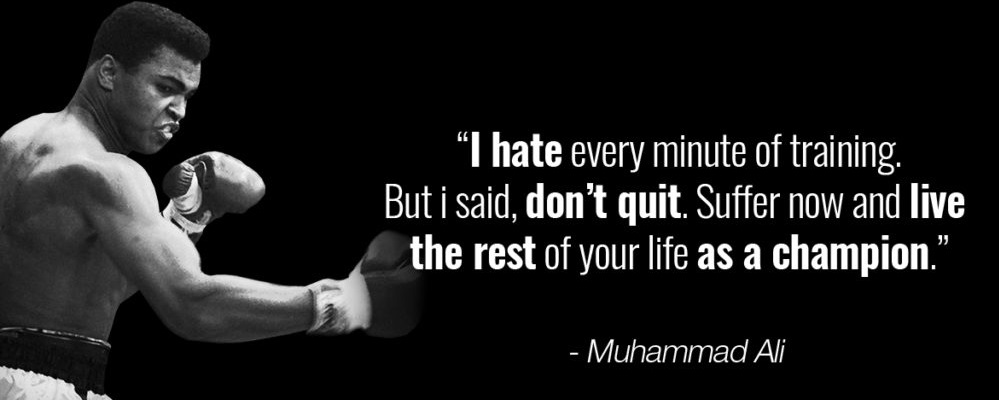 “I hate every minute of training.
But i said, don’t quit. Suffer now and live
the rest of your life as a champion.”
- Muhammad Ali